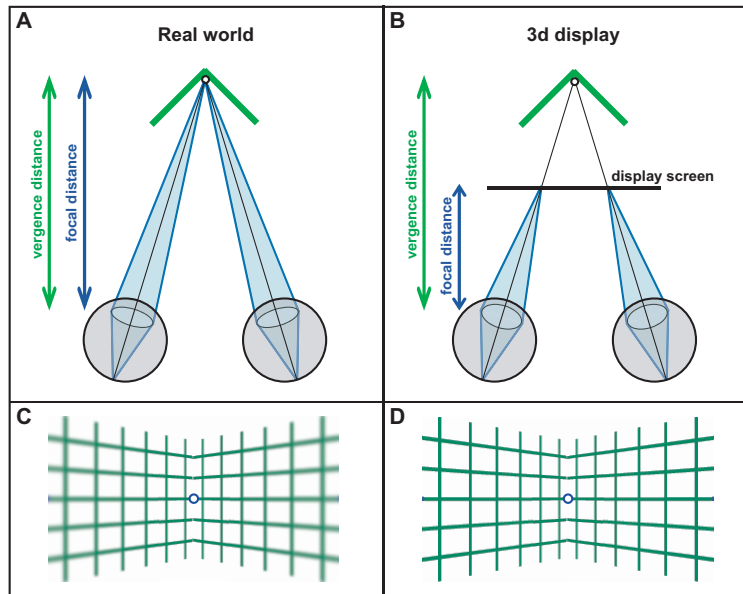 A
Real world
vergence distance
focal distance
B
3d display
vergence distance
focal distance
display screen
C
D